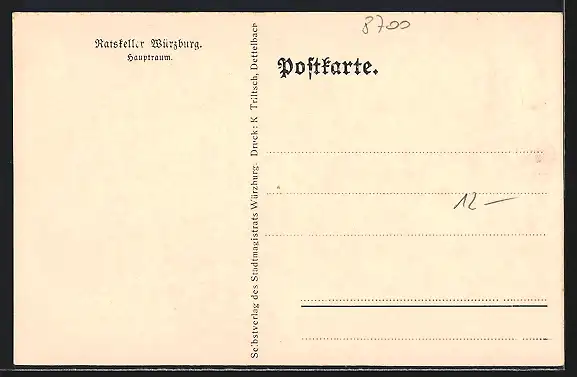 Ratskeller Würzburg.
Hauptraum.
Selbstverlag des Stadtmagistrats Würzburg. Druck: K. Triltsch, Dettelbach
8700
Postkarte.
12 —